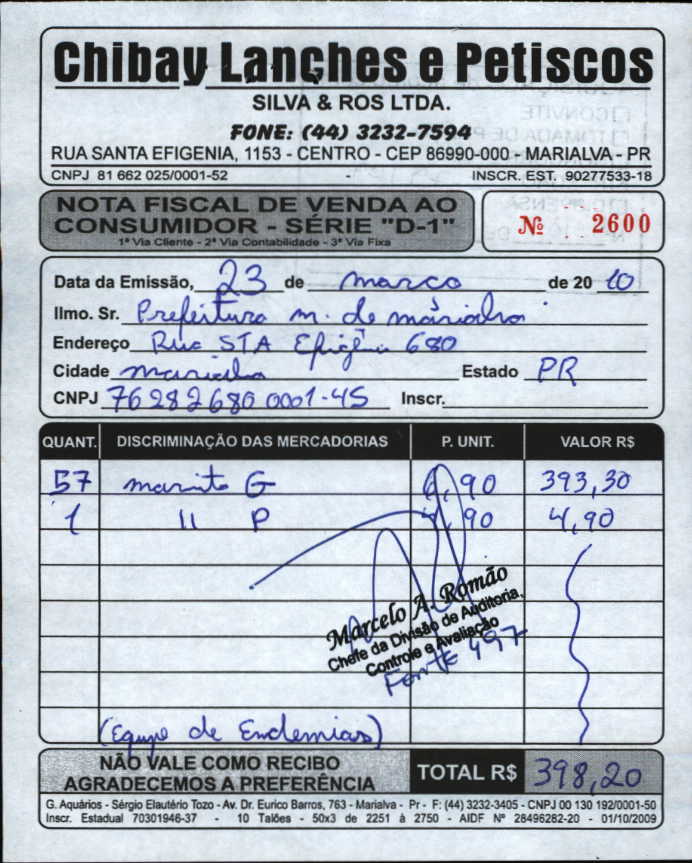 Chibay Lanches e Petiscos
SILVA & ROS LTDA.
FONE: (44) 3232-7594
RUA SANTA EFIGENIA, 1153 - CENTRO - CEP 86990-000 - MARIALVA - PR
CNPJ 81 662 025/0001-52 - INSCR. EST. 90277533-18
NOTA FISCAL DE VENDA AO
CONSUMIDOR - SÉRIE "D-1"
1ª Via Cliente - 2ª Via Contabilidade - 3ª Via Fixa
Nº 2600
Data da Emissão, 23 de março de 20 10
Ilmo. Sr. Prefeitura m. de marialva
Endereço Rua STA Efigênia 680
Cidade marialva Estado PR
CNPJ 76282680 0001-45 Inscr.
QUANT. DISCRIMINAÇÃO DAS MERCADORIAS P. UNIT. VALOR R$
57 marmita G 6,90 393,30
1 11 P 4,90 4,90
Marcelo A. Romão
Chefe da Divisão de Auditoria,
Controle e Avaliação
Fonte 497
(Equipe de Endemias)
NÃO VALE COMO RECIBO
AGRADECEMOS A PREFERÊNCIA
TOTAL R$ 398,20
G. Aquários - Sérgio Elautério Tozo - Av. Dr. Eurico Barros, 763 - Marialva - Pr - F: (44) 3232-3405 - CNPJ 00 130 192/0001-50
Inscr. Estadual 70301946-37 - 10 Talões - 50x3 de 2251 à 2750 - AIDF Nº 28496282-20 - 01/10/2009